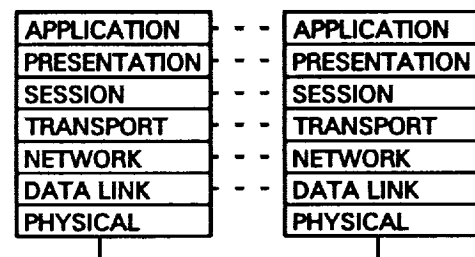 APPLICATION
PRESENTATION
SESSION
TRANSPORT
NETWORK
DATA LINK
PHYSICAL
APPLICATION
PRESENTATION
SESSION
TRANSPORT
NETWORK
DATA LINK
PHYSICAL